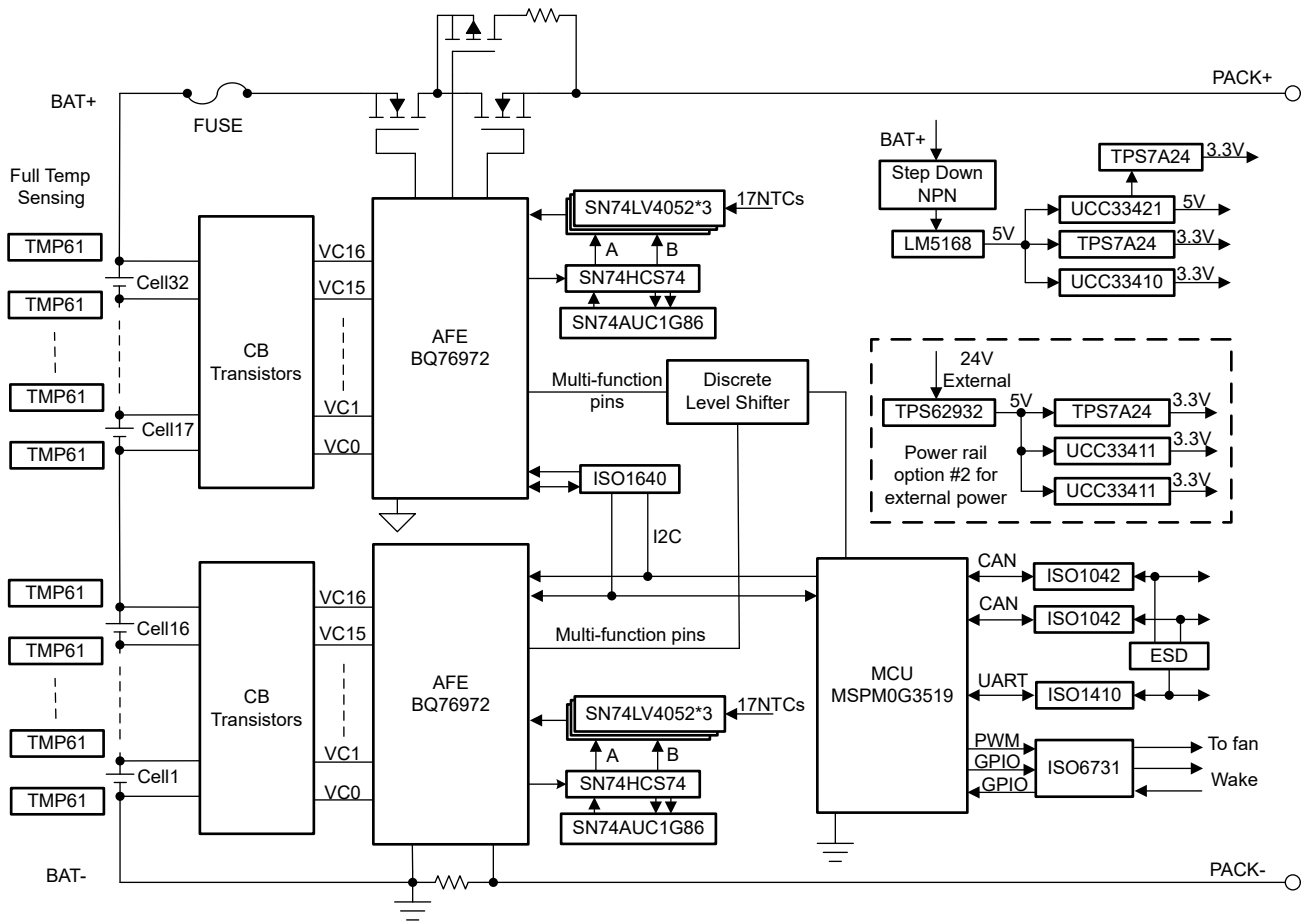 BAT+
FUSE
PACK+
Full Temp
Sensing
TMP61
TMP61
TMP61
TMP61
Cell32
Cell17
CB
Transistors
VC16
VC15
VC1
VC0
AFE
BQ76972
SN74LV4052*3
17NTCs
A
B
SN74HCS74
SN74AUC1G86
Multi-function
pins
Discrete
Level Shifter
ISO1640
I2C
BAT+
Step Down
NPN
LM5168
5V
TPS7A24
3.3V
UCC33421
5V
TPS7A24
3.3V
UCC33410
3.3V
24V
External
TPS62932
5V
TPS7A24
3.3V
UCC33411
3.3V
UCC33411
3.3V
Power rail
option #2 for
external power
TMP61
TMP61
TMP61
TMP61
Cell16
Cell1
CB
Transistors
VC16
VC15
VC1
VC0
AFE
BQ76972
Multi-function pins
SN74LV4052*3
17NTCs
A
B
SN74HCS74
SN74AUC1G86
MCU
MSPM0G3519
CAN
ISO1042
CAN
ISO1042
ESD
UART
ISO1410
PWM
GPIO
GPIO
ISO6731
To fan
Wake
BAT-
PACK-